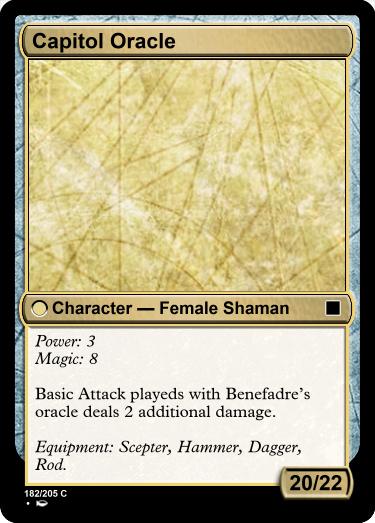 Capitol Oracle
Character — Female Shaman
Power: 3
Magic: 8
Basic Attack playeds with Benefadre's
oracle deals 2 additional damage.
Equipment: Scepter, Hammer, Dagger,
Rod.
20/22
182/205 C